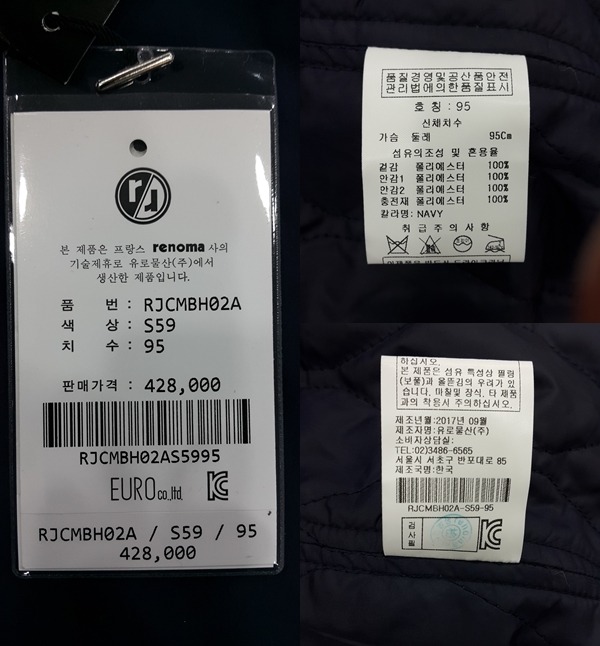 본 제품은 프랑스 renoma 사의
기술제휴로 유로물산(주)에서
생산한 제품입니다.
품 번 : RJCMBH02A
색 상 : S59
치 수 : 95
판매가격 : 428,000
RJCMBH02AS5995
EURO co.,ltd.
RJCMBH02A / S59 / 95
428,000
품질경영및공산품안전
관리법에의한품질표시
호 칭 : 95
신체치수
가슴 둘레 95Cm
섬유의조성 및 혼용율
겉감 폴리에스터 100%
안감1 폴리에스터 100%
안감2 폴리에스터 100%
충전재 폴리에스터 100%
칼라명: NAVY
취급주의사항
하십시오.
본 제품은 섬유 특성상 필링
(보풀)과 올뜯김의 우려가 있
습니다. 마찰및 장식, 타 제품
과의 착용시 주의하십시오.
제조년월:2017년 09월
제조자명:유로물산(주)
소비자상담실:
TEL:02)3486-6565
서울시 서초구 반포대로 85
제조국명:한국
RJCMBH02A-S59-95
검
사
필